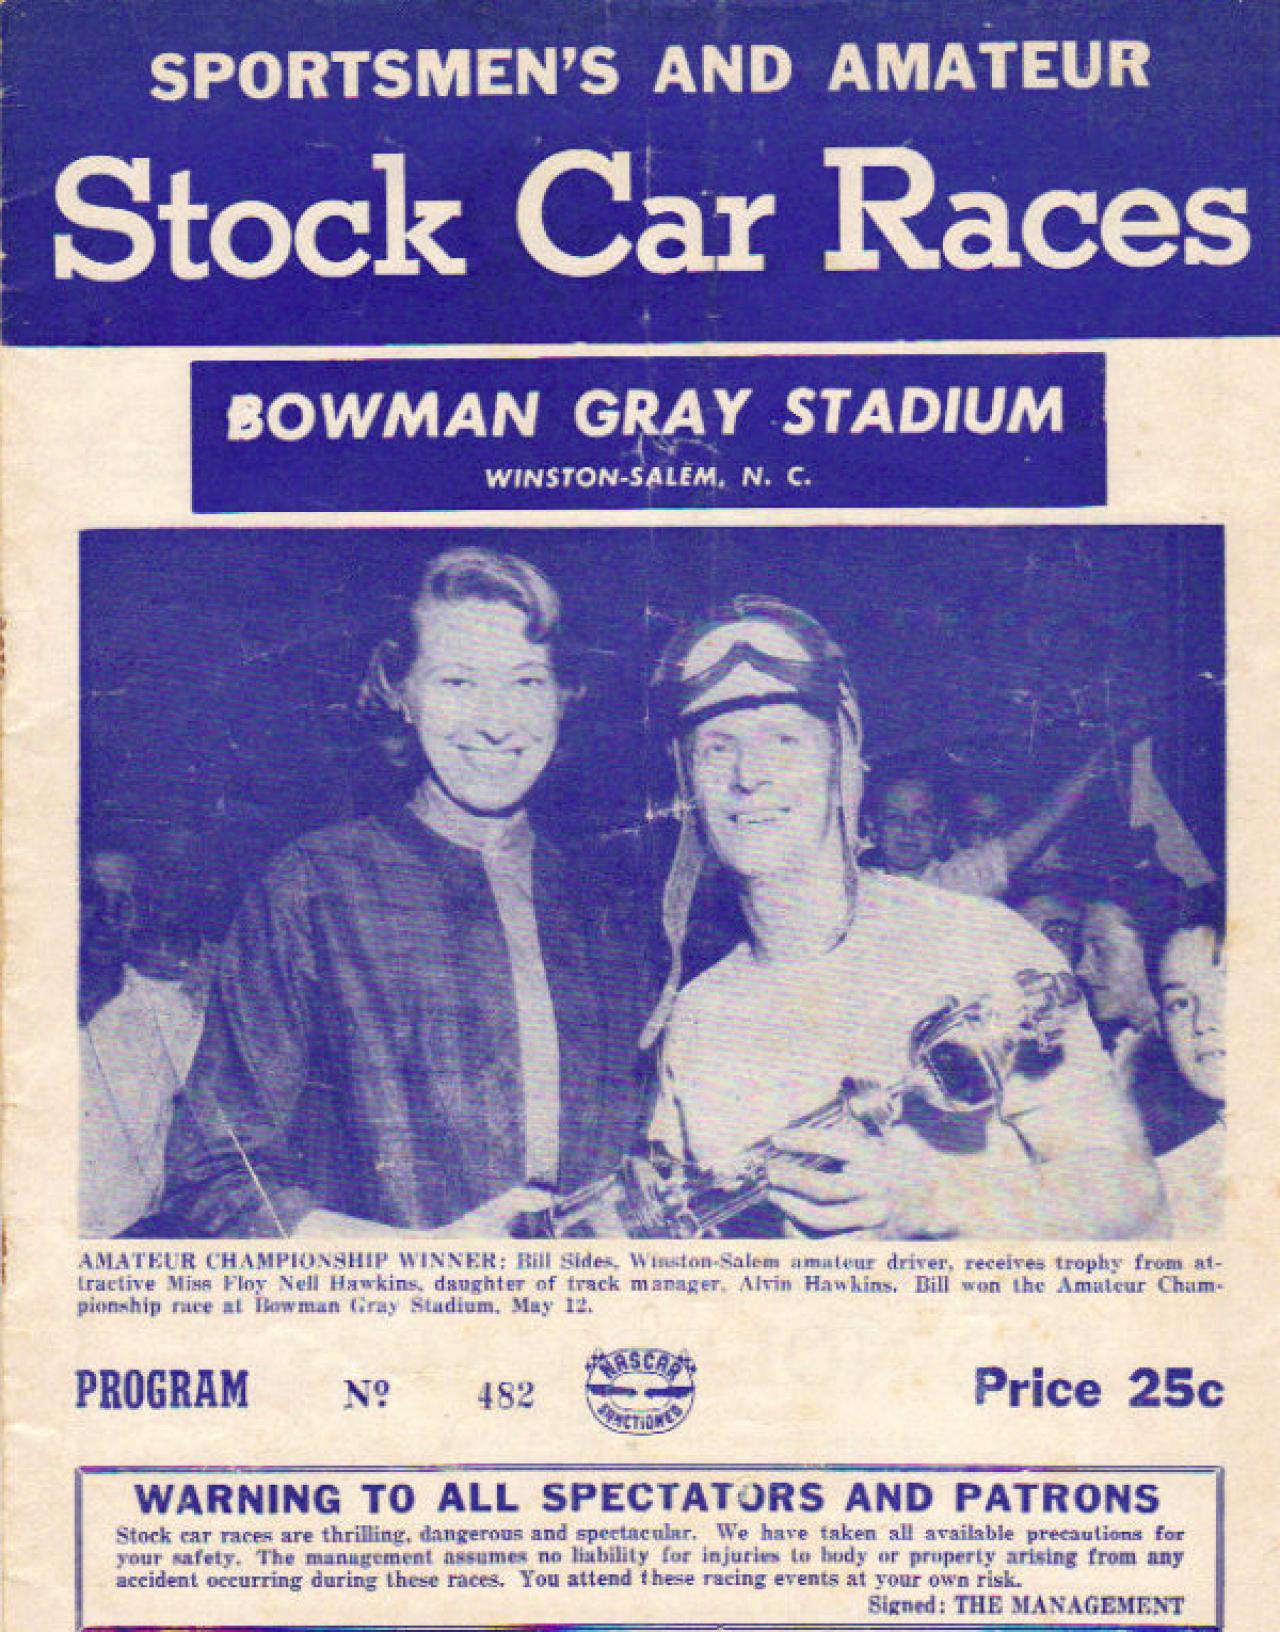 SPORTSMEN'S AND AMATEUR
Stock Car Races
BOWMAN GRAY STADIUM
WINSTON-SALEM, N. C.
AMATEUR CHAMPIONSHIP WINNER: Bill Sides, Winston-Salem amateur driver, receives trophy from at-
tractive Miss Floy Nell Hawkins, daughter of track manager, Alvin Hawkins. Bill won the Amateur Cham-
pionship race at Bowman Gray Stadium, May 12.
PROGRAM Nº 482 NASCAR SANCTIONED Price 25c
WARNING TO ALL SPECTATORS AND PATRONS
Stock car races are thrilling, dangerous and spectacular. We have taken all available precautions for
your safety. The management assumes no liability for injuries to body or property arising from any
accident occurring during these races. You attend these racing events at your own risk.
Signed: THE MANAGEMENT